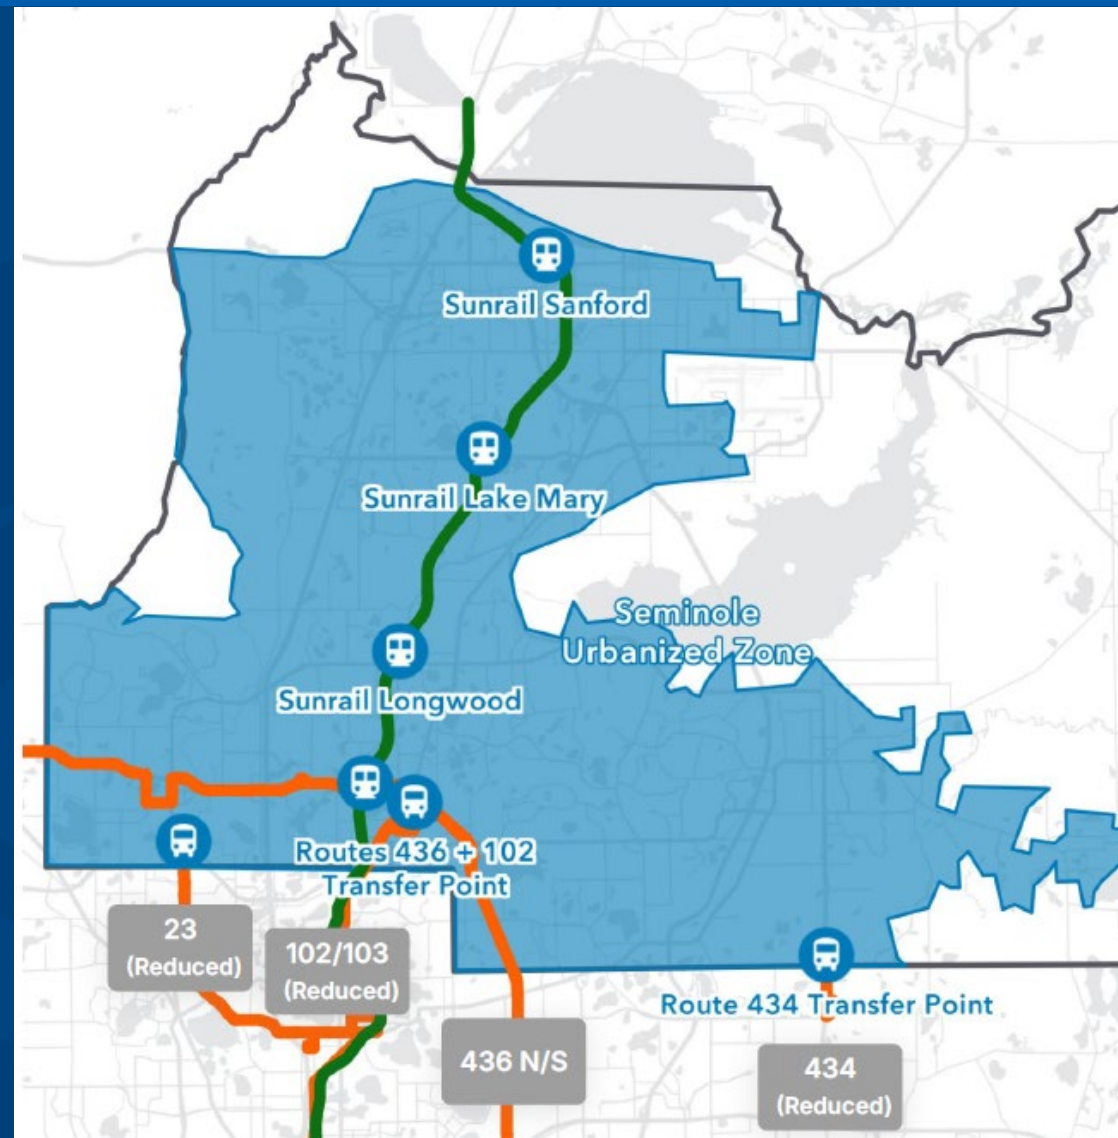 Sunrail Sanford
Sunrail Lake Mary
Seminole
Urbanized Zone
Sunrail Longwood
Routes 436 + 102
Transfer Point
23
(Reduced)
102/103
(Reduced)
436 N/S
Route 434 Transfer Point
434
(Reduced)